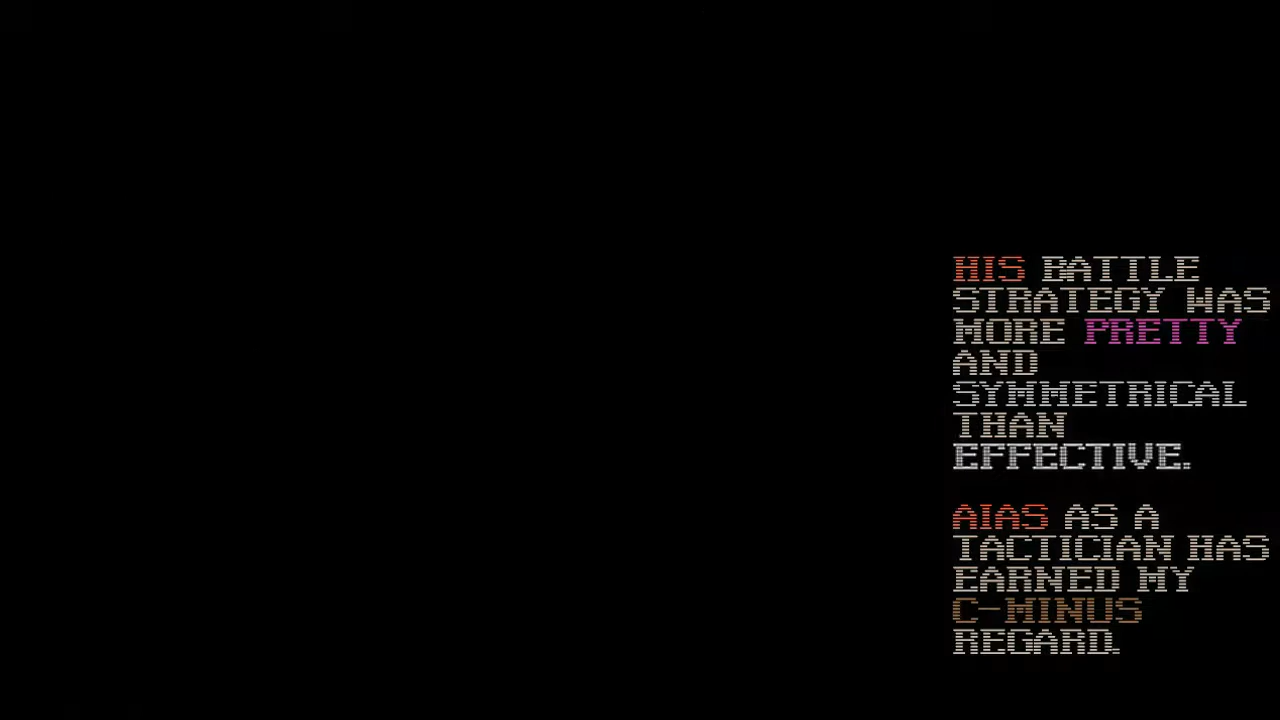 HIS BATTLE
STRATEGY WAS
MORE PRETTY
AND
SYMMETRICAL
THAN
EFFECTIVE.
AIAS AS A
TACTICIAN HAS
EARNED MY
C-MINUS
REGARD.